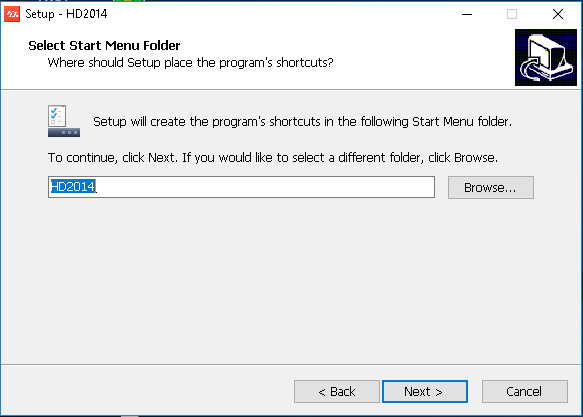 Setup - HD2014
Select Start Menu Folder
Where should Setup place the program's shortcuts?
Setup will create the program's shortcuts in the following Start Menu folder.
To continue, click Next. If you would like to select a different folder, click Browse.
HD2014
Browse...
< Back
Next >
Cancel